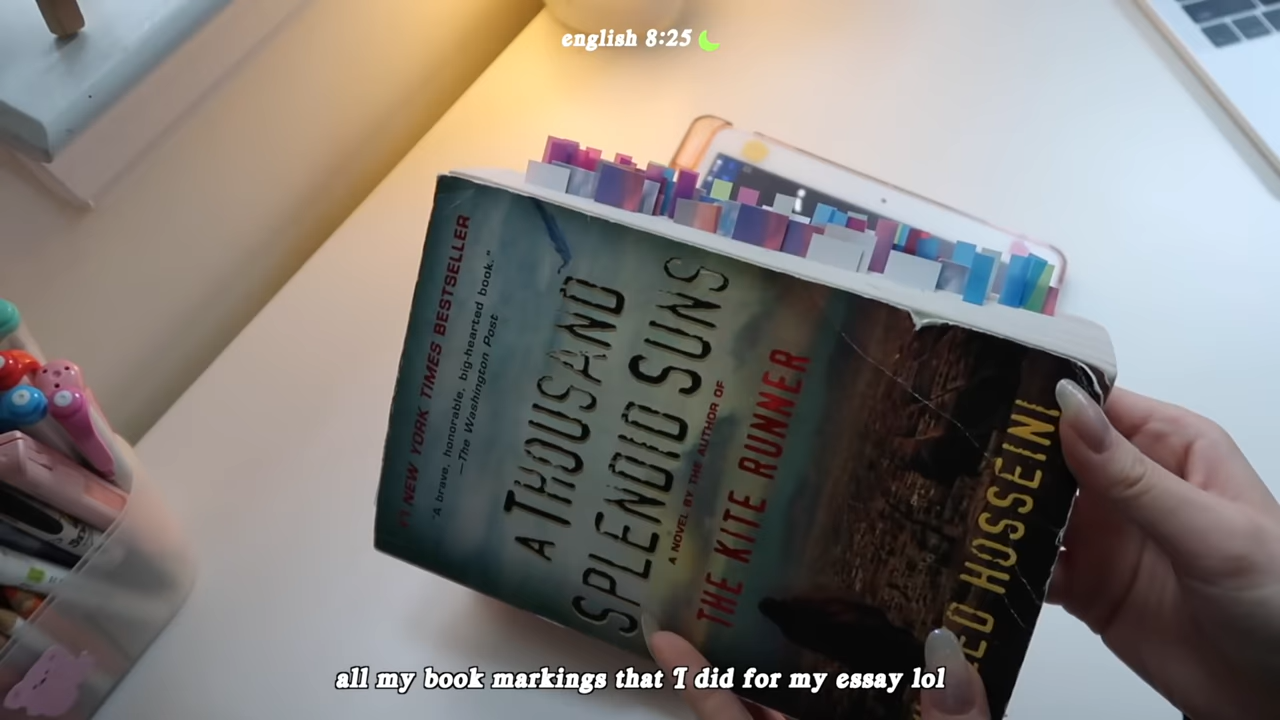 english 8:25
#1 NEW YORK TIMES BESTSELLER
"A brave, honorable, big-hearted book."
—The Washington Post
A THOUSAND
SPLENDID SUNS
A NOVEL BY THE AUTHOR OF
THE KITE RUNNER
HOSSEINI
all my book markings that I did for my essay lol